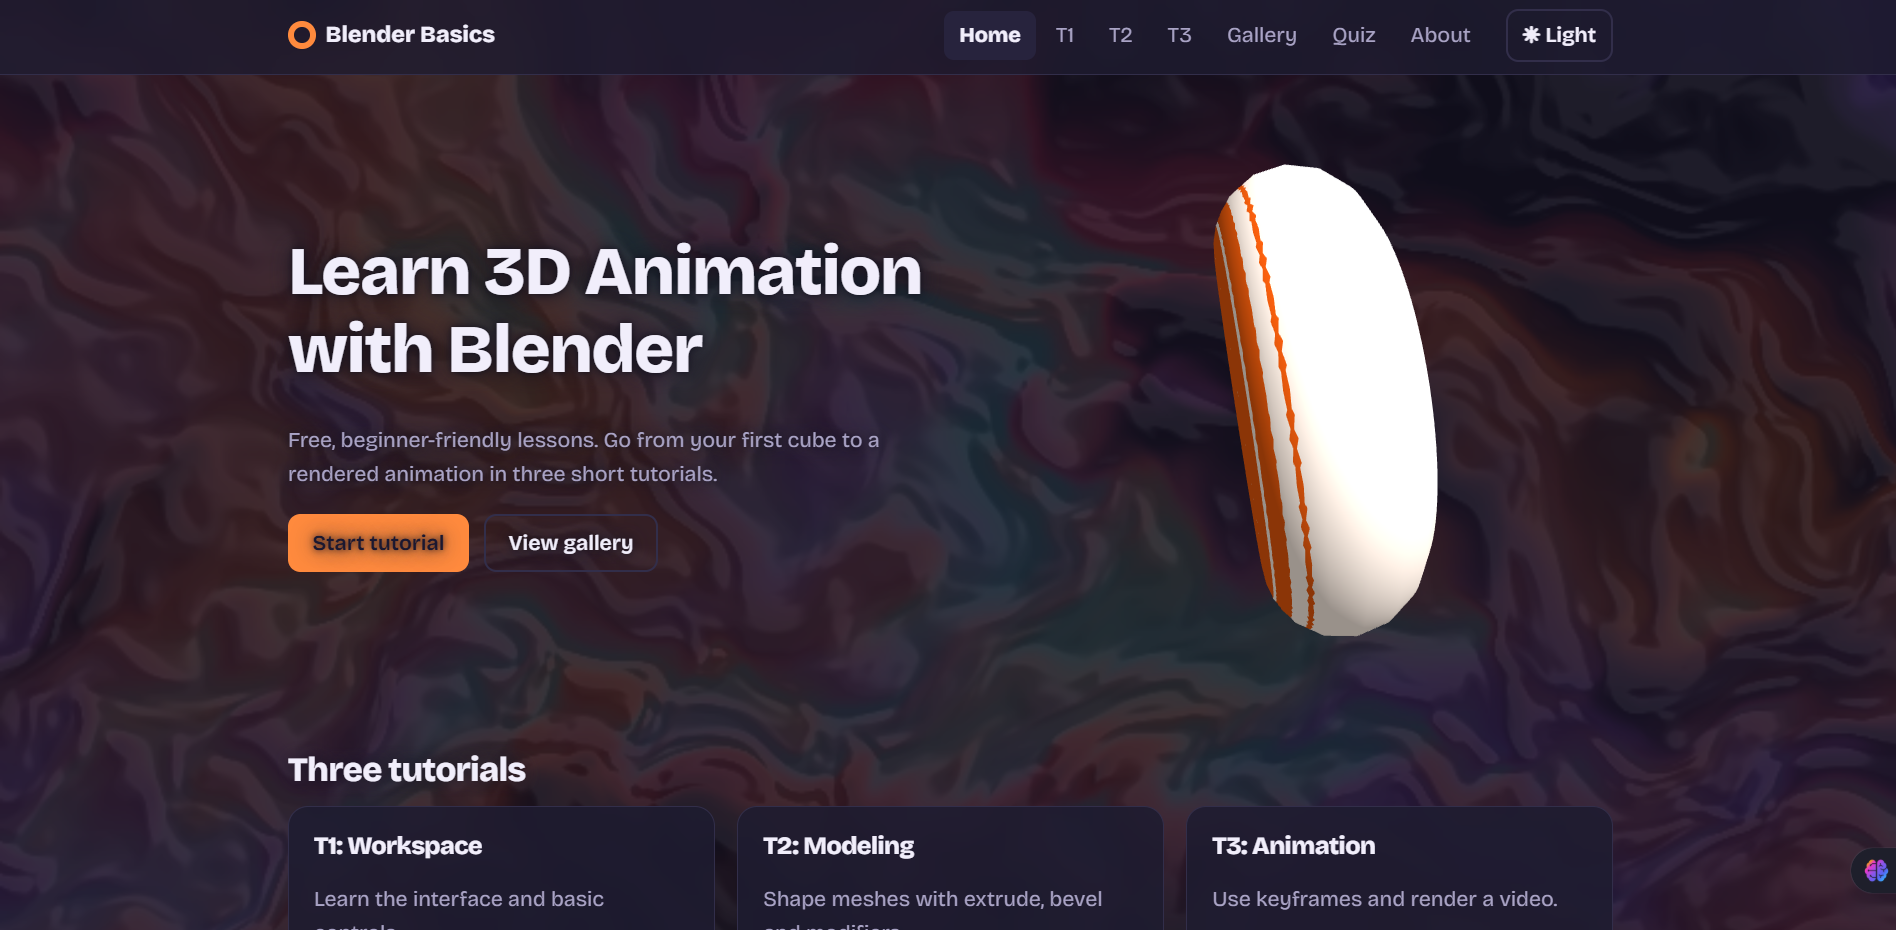 Blender Basics
Home T1 T2 T3 Gallery Quiz About Light
Learn 3D Animation
with Blender
Free, beginner-friendly lessons. Go from your first cube to a
rendered animation in three short tutorials.
Start tutorial View gallery
Three tutorials
T1: Workspace
Learn the interface and basic
T2: Modeling
Shape meshes with extrude, bevel
T3: Animation
Use keyframes and render a video.